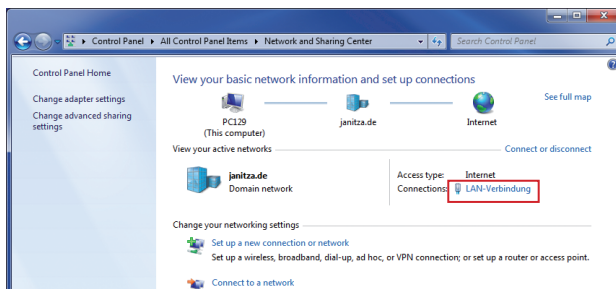 Control Panel ▸ All Control Panel Items ▸ Network and Sharing Center
Search Control Panel
Control Panel Home
Change adapter settings
Change advanced sharing
settings
View your basic network information and set up connections
See full map
PC129
(This computer)
janitza.de
Internet
View your active networks
Connect or disconnect
janitza.de
Domain network
Access type: Internet
Connections: LAN-Verbindung
Change your networking settings
Set up a new connection or network
Set up a wireless, broadband, dial-up, ad hoc, or VPN connection; or set up a router or access point.
Connect to a network